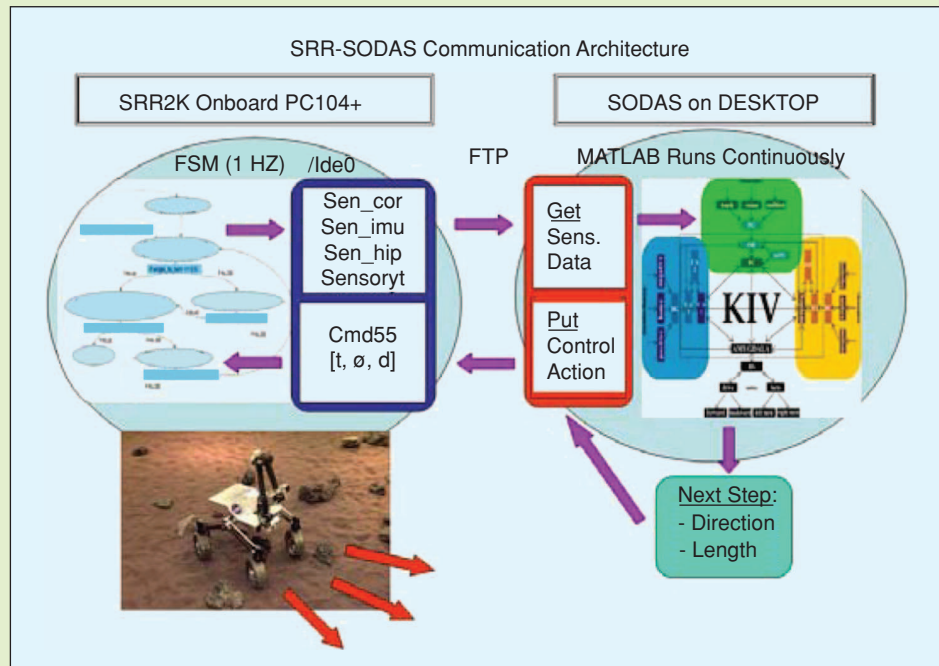 SRR-SODAS Communication Architecture
SRR2K Onboard PC104+
SODAS on DESKTOP
FSM (1 HZ)
/Ide0
FTP
MATLAB Runs Continuously
Sen_cor
Sen_imu
Sen_hip
Sensoryt
Cmd55
[t, ø, d]
Get
Sens.
Data
Put
Control
Action
KIV
AMYGDALA
Next Step:
- Direction
- Length